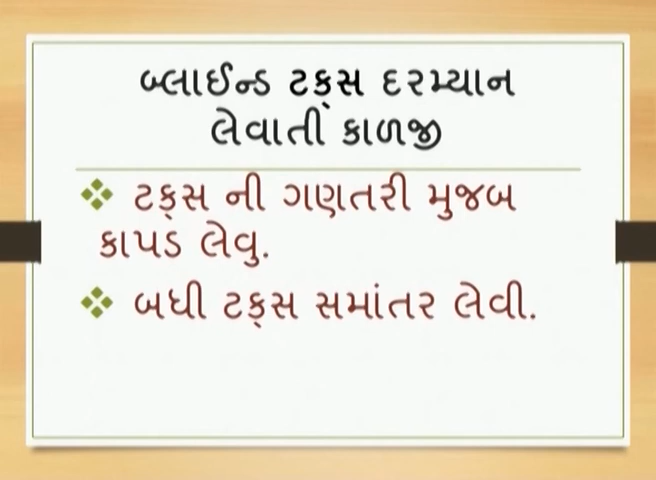 બ્લાઈન્ડ ટક્સ દરમ્યાન
લેવાતી કાળજી
❖ ટક્સ ની ગણતરી મુજબ
કાપડ લેવુ.
❖ બધી ટક્સ સમાંતર લેવી.